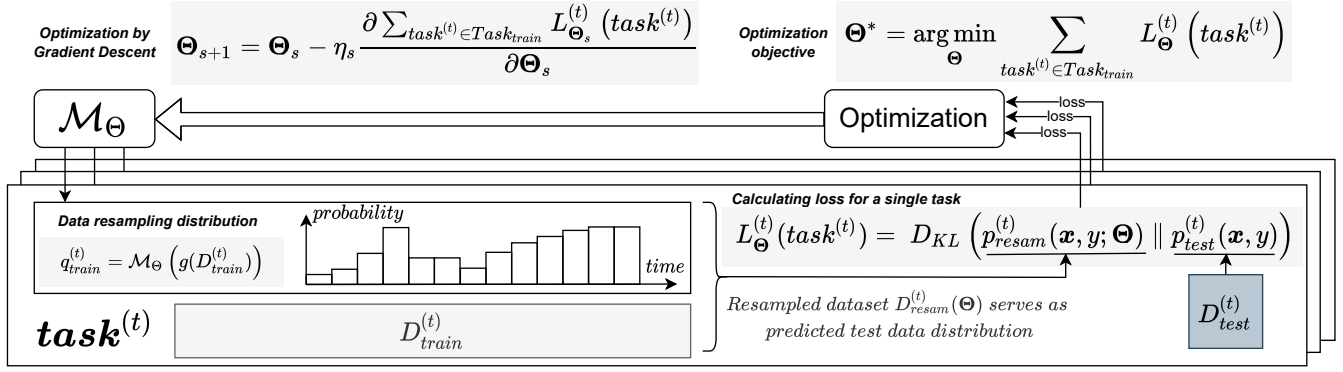 Optimization by
Gradient Descent
Θ_{s+1} = Θ_s − η_s \frac{∂ ∑_{task^{(t)}∈Task_{train}} L^{(t)}_{Θ_s} (task^{(t)})}{∂Θ_s}
Optimization
objective
Θ^* = arg min_Θ ∑_{task^{(t)}∈Task_{train}} L^{(t)}_Θ (task^{(t)})
M_Θ
Optimization
loss
loss
loss
Data resampling distribution
q^{(t)}_{train} = M_Θ (g(D^{(t)}_{train}))
probability
time
Calculating loss for a single task
L^{(t)}_Θ(task^{(t)}) = D_{KL} (p^{(t)}_{resam}(x, y; Θ) ∥ p^{(t)}_{test}(x, y))
task^{(t)}
D^{(t)}_{train}
Resampled dataset D^{(t)}_{resam}(Θ) serves as
predicted test data distribution
D^{(t)}_{test}